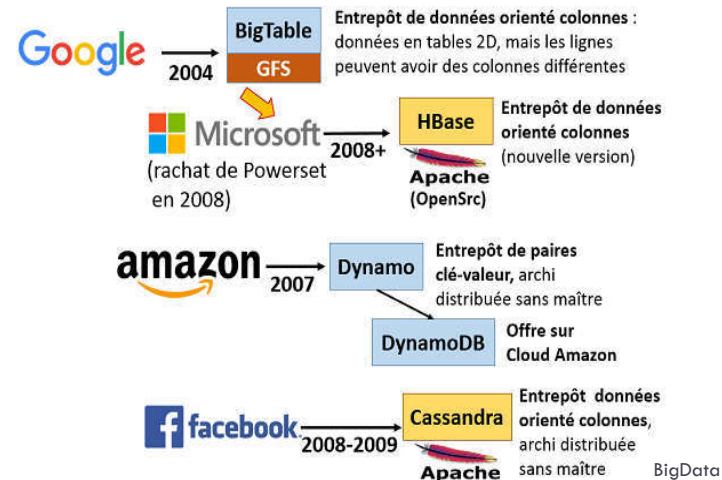 Google
2004
BigTable
GFS
Entrepôt de données orienté colonnes :
données en tables 2D, mais les lignes
peuvent avoir des colonnes différentes
Microsoft
(rachat de Powerset
en 2008)
2008+
HBase
Apache
(OpenSrc)
Entrepôt de données
orienté colonnes
(nouvelle version)
amazon
2007
Dynamo
Entrepôt de paires
clé-valeur, archi
distribuée sans maître
DynamoDB
Offre sur
Cloud Amazon
f facebook.
2008-2009
Cassandra
Apache
Entrepôt données
orienté colonnes,
archi distribuée
sans maître
BigData